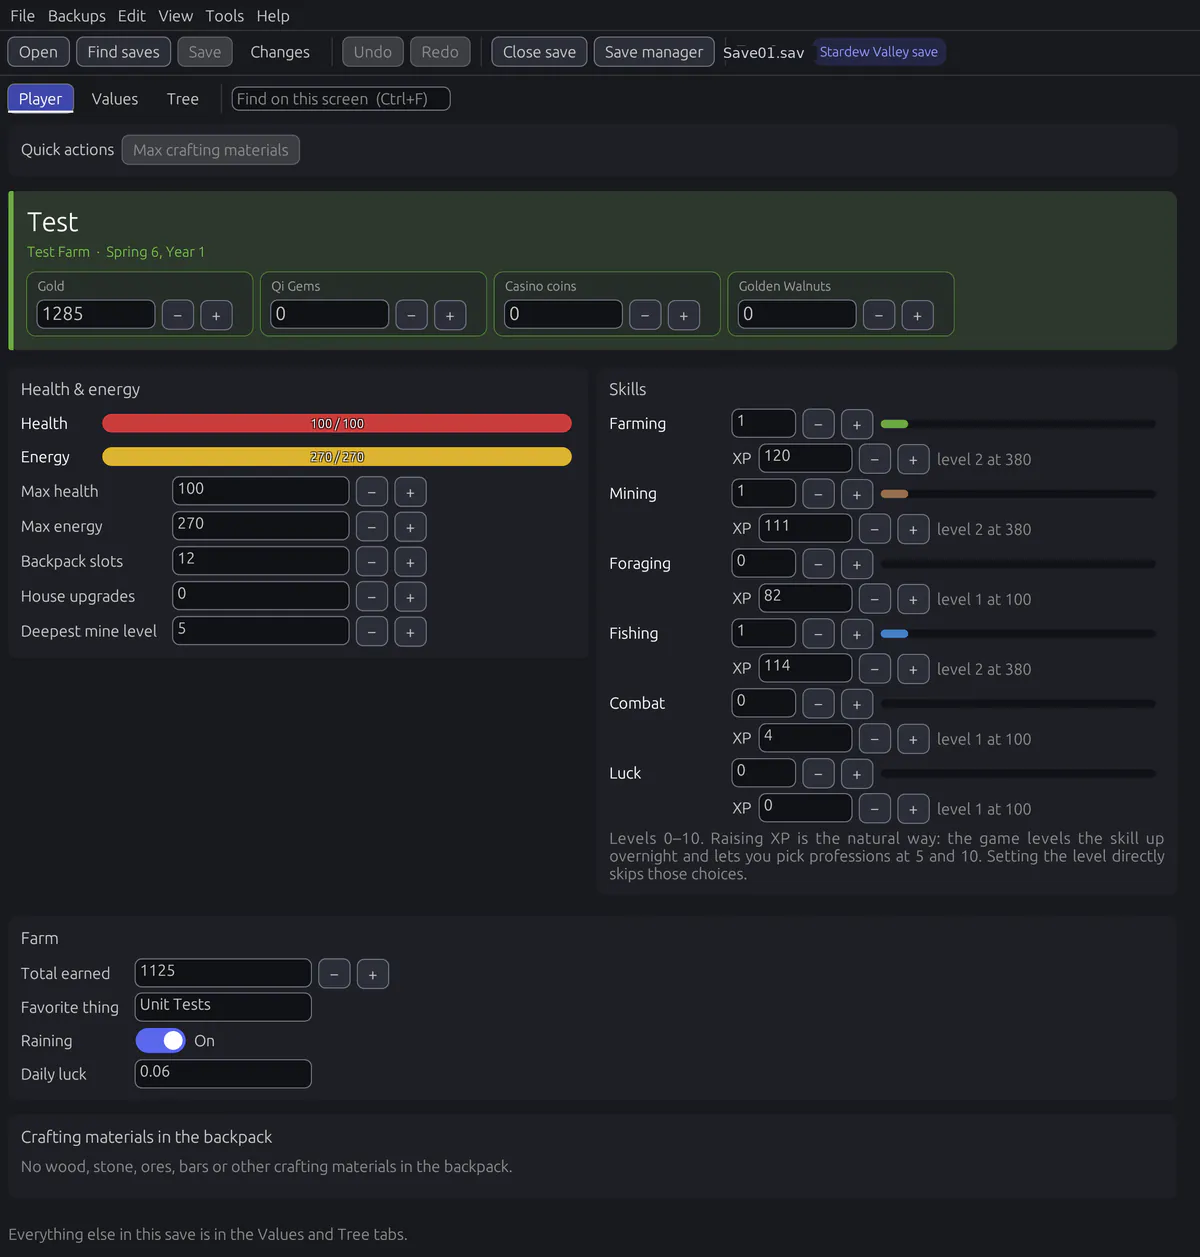 File Backups Edit View Tools Help
Open Find saves Save Changes Undo Redo Close save Save manager Save01.sav Stardew Valley save
Player Values Tree Find on this screen (Ctrl+F)
Quick actions Max crafting materials
Test
Test Farm · Spring 6, Year 1
Gold Qi Gems Casino coins Golden Walnuts
1285 − + 0 − + 0 − + 0 − +
Health & energy
Health 100 / 100
Energy 270 / 270
Max health 100 − +
Max energy 270 − +
Backpack slots 12 − +
House upgrades 0 − +
Deepest mine level 5 − +
Skills
Farming 1 − +
XP 120 − + level 2 at 380
Mining 1 − +
XP 111 − + level 2 at 380
Foraging 0 − +
XP 82 − + level 1 at 100
Fishing 1 − +
XP 114 − + level 2 at 380
Combat 0 − +
XP 4 − + level 1 at 100
Luck 0 − +
XP 0 − + level 1 at 100
Levels 0–10. Raising XP is the natural way: the game levels the skill up
overnight and lets you pick professions at 5 and 10. Setting the level directly
skips those choices.
Farm
Total earned 1125 − +
Favorite thing Unit Tests
Raining On
Daily luck 0.06
Crafting materials in the backpack
No wood, stone, ores, bars or other crafting materials in the backpack.
Everything else in this save is in the Values and Tree tabs.